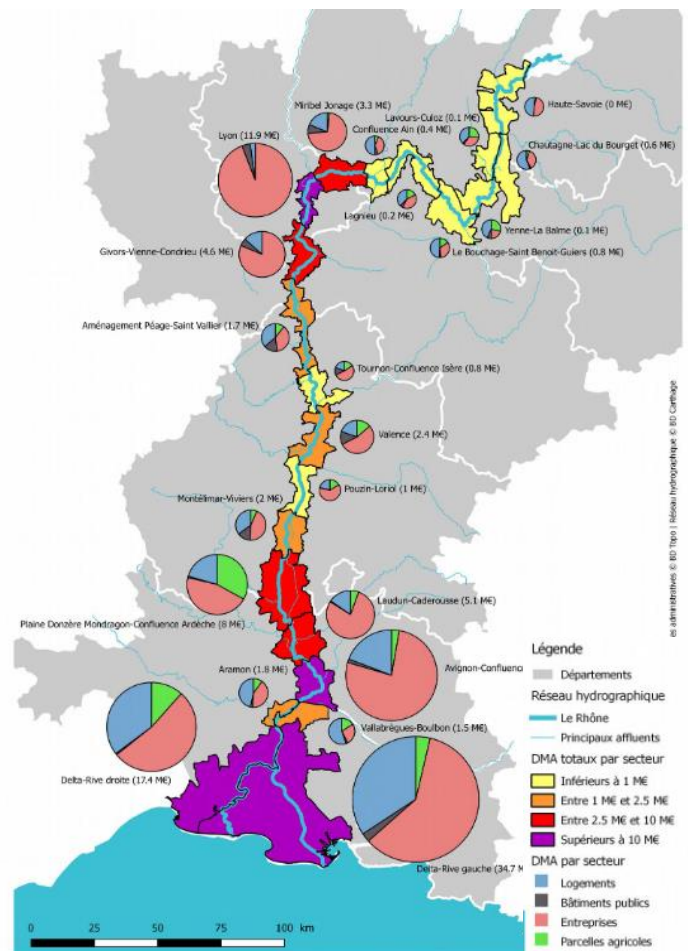 Miribel Jonage (3.3 M€)
Lavours-Culoz (0.1 M€)
Haute-Savoie (0 M€)
Lyon (11.9 M€)
Confluence Ain (0.4 M€)
Chautagne-Lac du Bourget (0.6 M€)
Lagnieu (0.2 M€)
Yenne-La Balme (0.1 M€)
Givors-Vienne-Condrieu (4.6 M€)
Le Bouchage-Saint Benoit-Guiers (0.8 M€)
Aménagement Péage-Saint Vallier (1.7 M€)
Tournon-Confluence Isère (0.8 M€)
Valence (2.4 M€)
Pouzin-Loriol (1 M€)
Montélimar-Viviers (2 M€)
Laudun-Caderousse (5.1 M€)
Plaine Donzère Mondragon-Confluence Ardèche (8 M€)
Aramon (1.8 M€)
Avignon-Confluenc
Vallabrègues-Boulbon (1.5 M€)
Delta-Rive droite (17.4 M€)
Delta-Rive gauche (34.7 M
es administratives © BD Topo | Réseau hydrographique © BD Carthage
Légende
Départements
Réseau hydrographique
Le Rhône
Principaux affluents
DMA totaux par secteur
Inférieurs à 1 M€
Entre 1 M€ et 2.5 M€
Entre 2.5 M€ et 10 M€
Supérieurs à 10 M€
DMA par secteur
Logements
Bâtiments publics
Entreprises
Parcelles agricoles
0 25 50 75 100 km